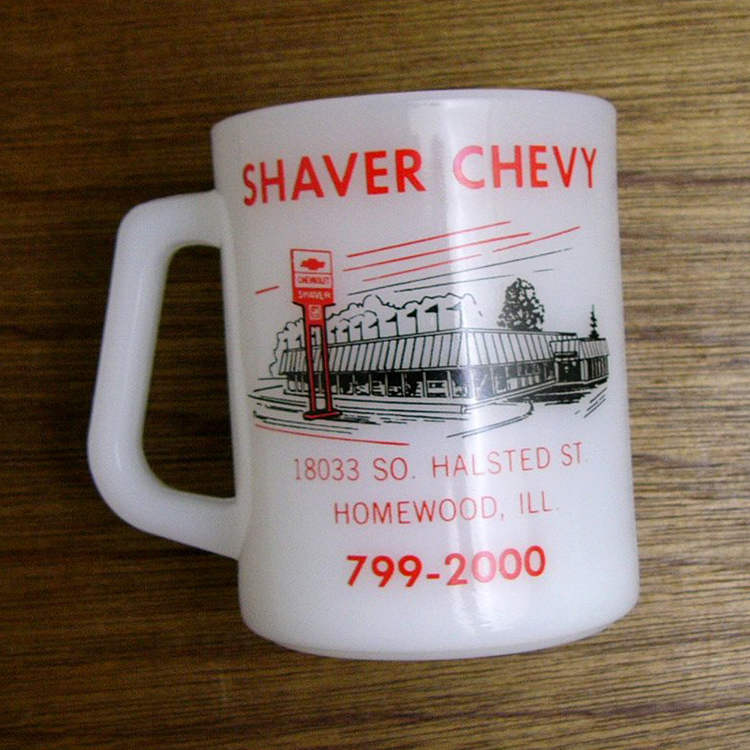 SHAVER CHEVY
CHEVROLET
SHAVER
18033 SO. HALSTED ST.
HOMEWOOD, ILL.
799-2000